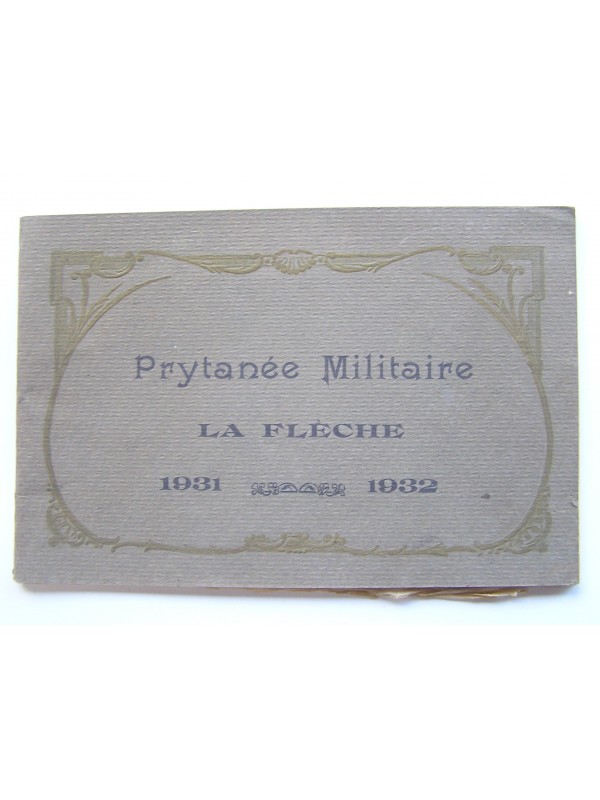 Prytanée Militaire
LA FLÈCHE
1931 1932